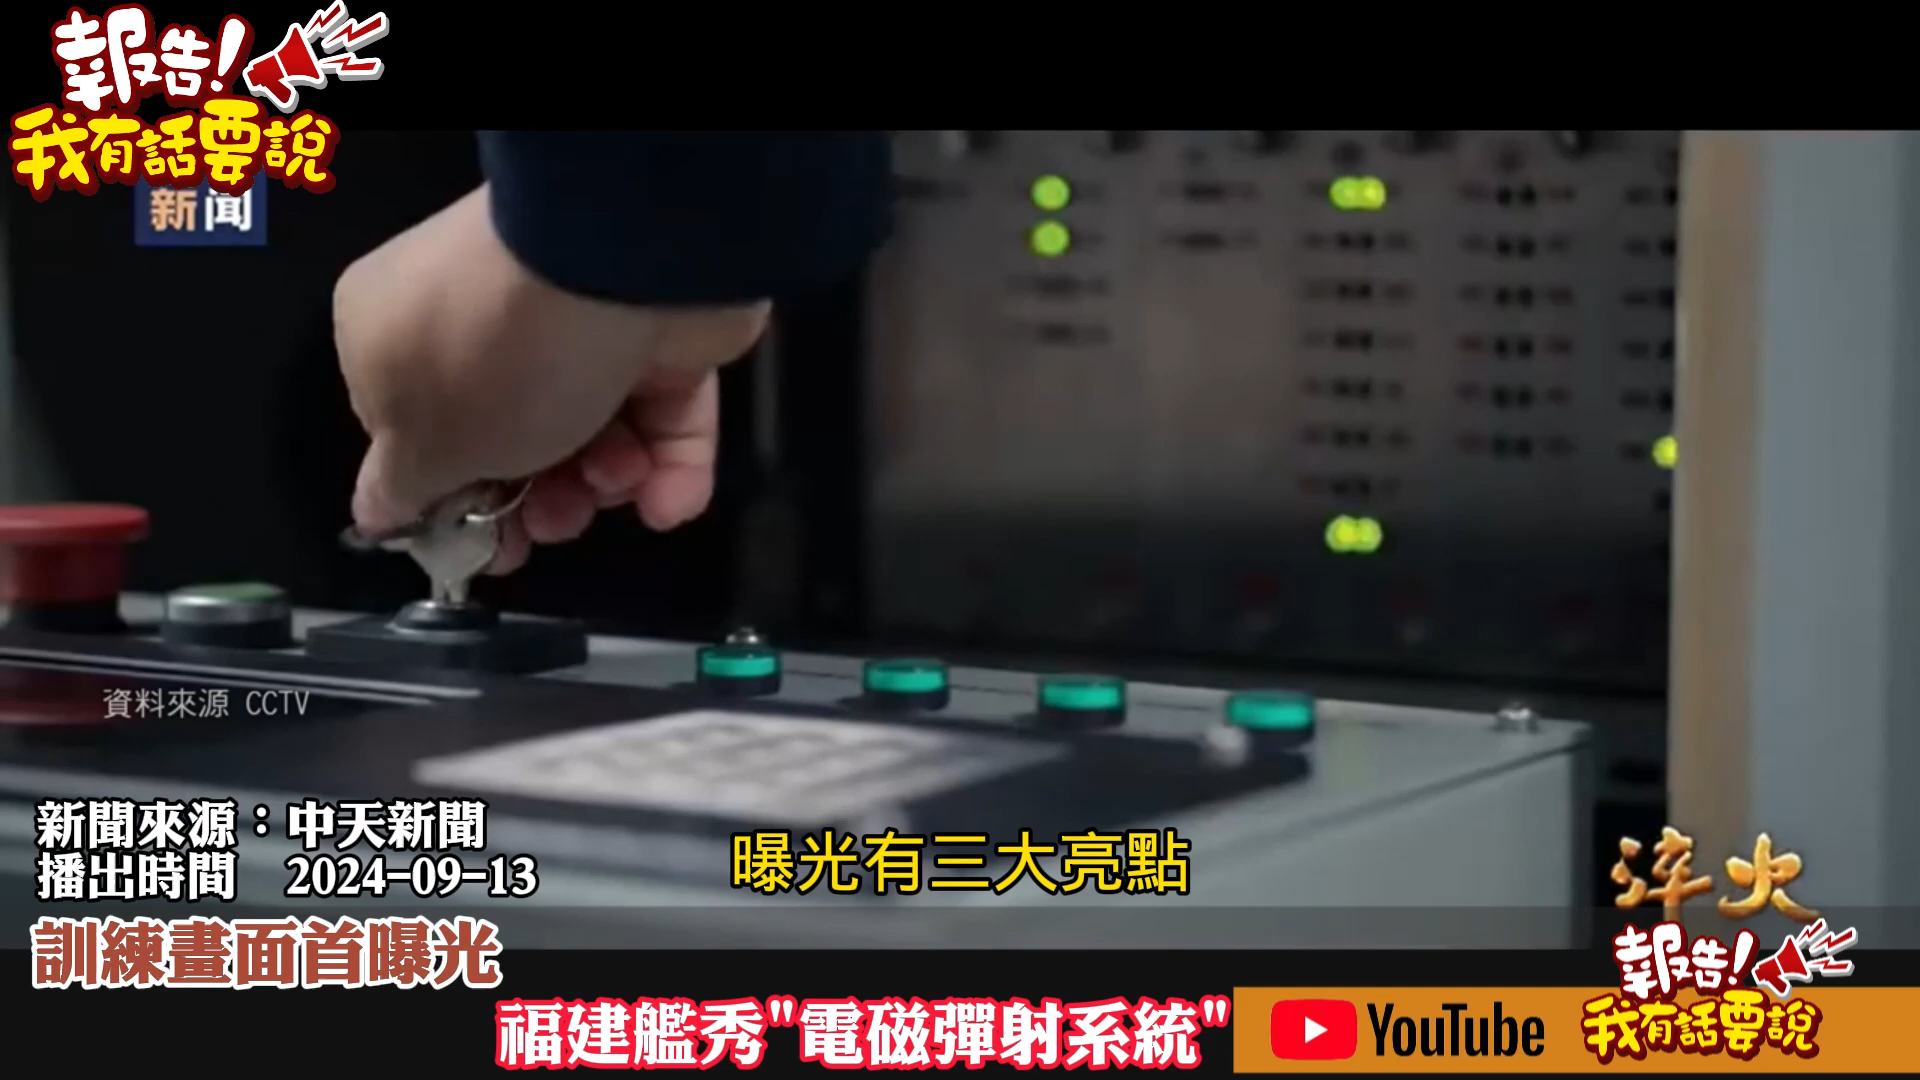 報告!
我有話要說
新聞
資料來源 CCTV
新聞來源：中天新聞
播出時間 2024-09-13
曝光有三大亮點
淬火
訓練畫面首曝光
福建艦秀"電磁彈射系統"
YouTube
報告!
我有話要說